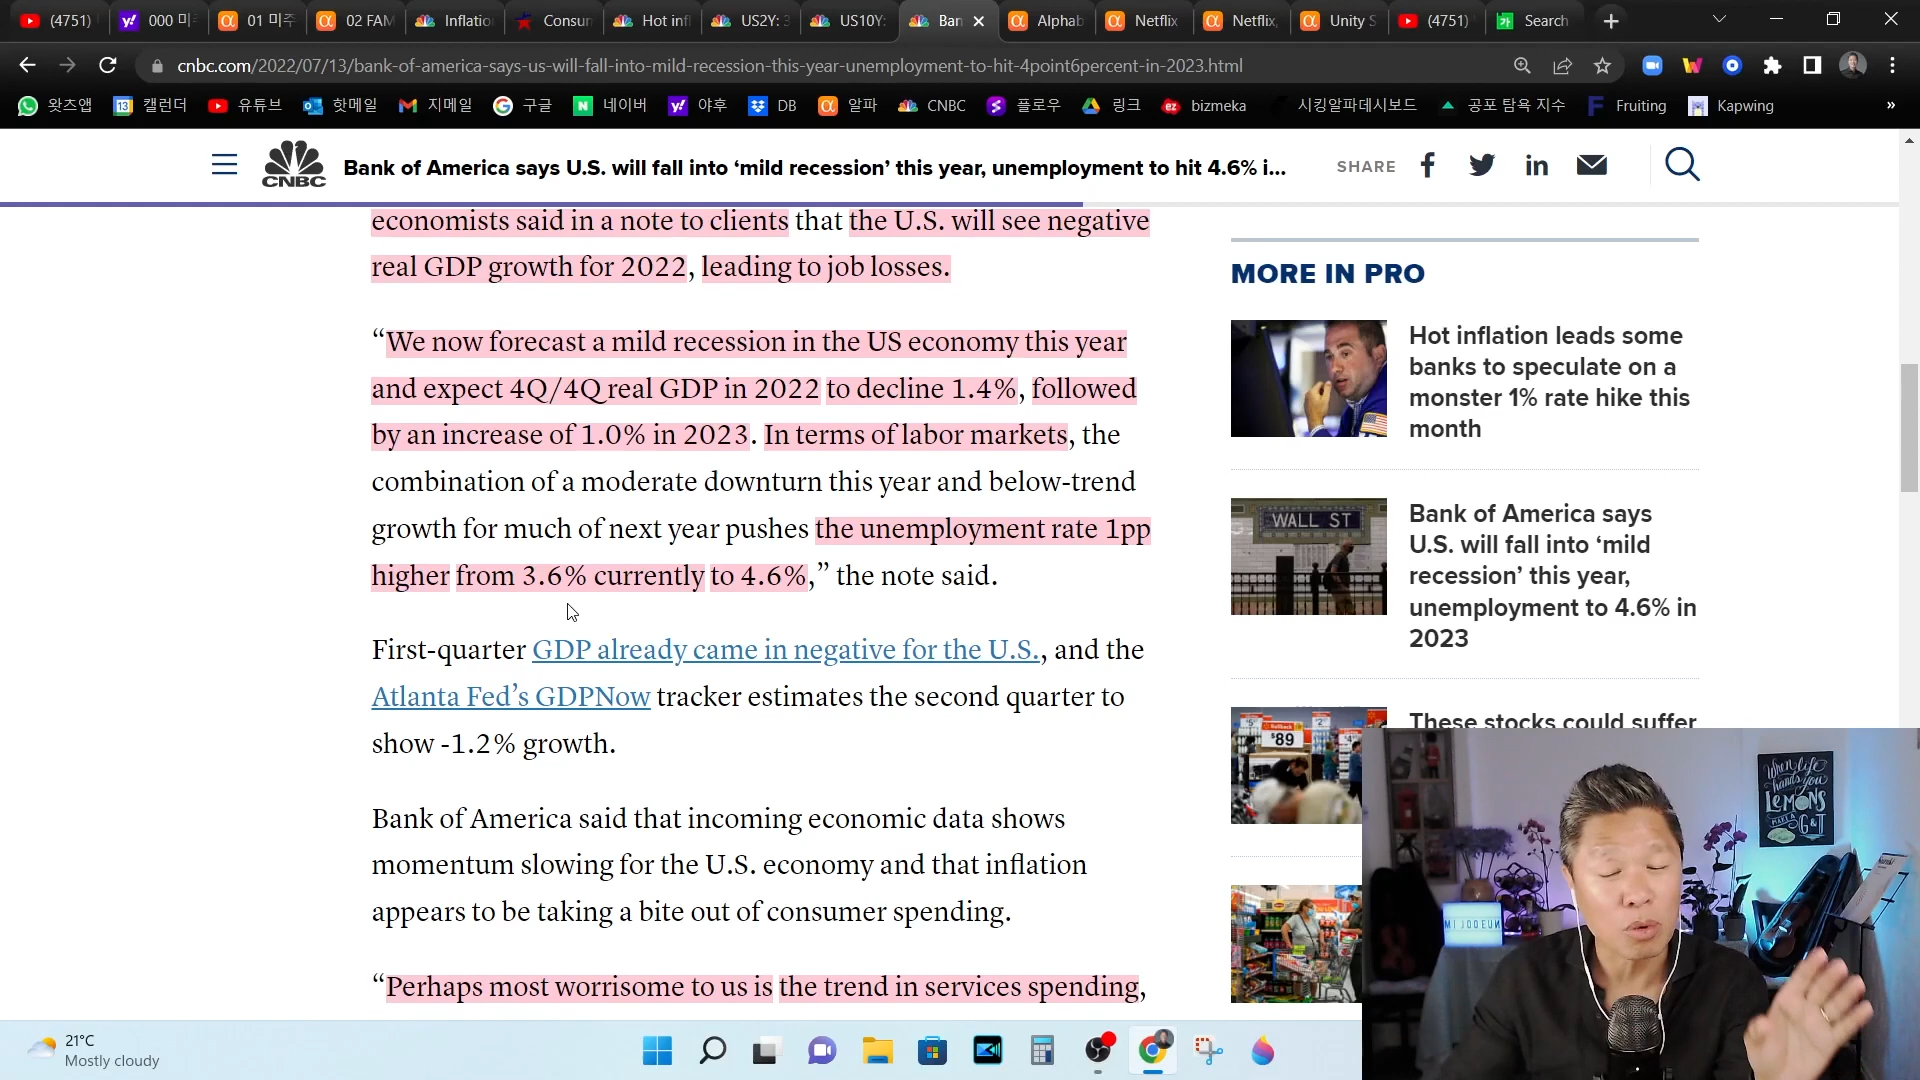 (4751)
000 미
01 미주
02 FAM
Inflatio
Consum
Hot infl
US2Y: 3
US10Y:
Ban
Alphab
Netflix
Netflix,
Unity S
(4751)
Search
cnbc.com/2022/07/13/bank-of-america-says-us-will-fall-into-mild-recession-this-year-unemployment-to-hit-4point6percent-in-2023.html
왓츠앱
캘린더
유튜브
핫메일
지메일
구글
네이버
야후
DB
알파
CNBC
플로우
링크
bizmeka
시킹알파데시보드
공포 탐욕 지수
Fruiting
Kapwing
CNBC
Bank of America says U.S. will fall into ‘mild recession’ this year, unemployment to hit 4.6% i...
SHARE
economists said in a note to clients that the U.S. will see negative
real GDP growth for 2022, leading to job losses.
“We now forecast a mild recession in the US economy this year
and expect 4Q/4Q real GDP in 2022 to decline 1.4%, followed
by an increase of 1.0% in 2023. In terms of labor markets, the
combination of a moderate downturn this year and below-trend
growth for much of next year pushes the unemployment rate 1pp
higher from 3.6% currently to 4.6%,” the note said.
First-quarter GDP already came in negative for the U.S., and the
Atlanta Fed’s GDPNow tracker estimates the second quarter to
show -1.2% growth.
Bank of America said that incoming economic data shows
momentum slowing for the U.S. economy and that inflation
appears to be taking a bite out of consumer spending.
“Perhaps most worrisome to us is the trend in services spending,
MORE IN PRO
Hot inflation leads some
banks to speculate on a
monster 1% rate hike this
month
WALL ST
Bank of America says
U.S. will fall into ‘mild
recession’ this year,
unemployment to 4.6% in
2023
These stocks could suffer
$89
When life
hands you
LEMONS
MAKE A
G&T
21°C
Mostly cloudy